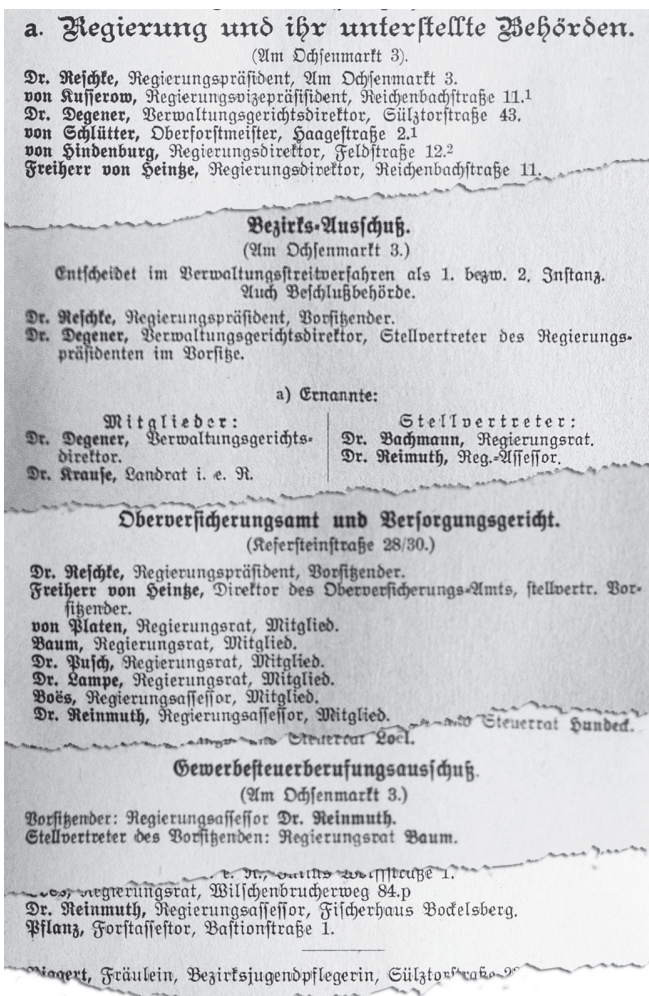 a. Regierung und ihr unterstellte Behörden.
(Am Ochsenmarkt 3).
Dr. Reschke, Regierungspräsident, Am Ochsenmarkt 3.
von Kusserow, Regierungsvizepräsisident, Reichenbachstraße 11.¹
Dr. Degener, Verwaltungsgerichtsdirektor, Sülztorstraße 43.
von Schlütter, Oberforstmeister, Haagestraße 2.¹
von Hindenburg, Regierungsdirektor, Feldstraße 12.²
Freiherr von Heintze, Regierungsdirektor, Reichenbachstraße 11.
Bezirks-Ausschuß.
(Am Ochsenmarkt 3.)
Entscheidet im Verwaltungsstreitverfahren als 1. bezw. 2. Instanz.
Auch Beschlußbehörde.
Dr. Reschke, Regierungspräsident, Vorsitzender.
Dr. Degener, Verwaltungsgerichtsdirektor, Stellvertreter des Regierungs-
präsidenten im Vorsitze.
a) Ernannte:
Mitglieder:
Dr. Degener, Verwaltungsgerichts-
direktor.
Dr. Krause, Landrat i. e. R.
Stellvertreter:
Dr. Bachmann, Regierungsrat.
Dr. Reimuth, Reg.-Assessor.
Oberversicherungsamt und Versorgungsgericht.
(Kefersteinstraße 28/30.)
Dr. Reschke, Regierungspräsident, Vorsitzender.
Freiherr von Heintze, Direktor des Oberversicherungs-Amts, stellvertr. Vor-
sitzender.
von Platen, Regierungsrat, Mitglied.
Baum, Regierungsrat, Mitglied.
Dr. Pusch, Regierungsrat, Mitglied.
Dr. Lampe, Regierungsrat, Mitglied.
Boës, Regierungsassessor, Mitglied.
Dr. Reinmuth, Regierungsassessor, Mitglied.
Steuerrat Hundeck.
Steuerrat
Gewerbesteuerberufungsausschuß.
(Am Ochsenmarkt 3.)
Vorsitzender: Regierungsassessor Dr. Reinmuth.
Stellvertreter des Vorsitzenden: Regierungsrat Baum.
Regierungsrat, Wilschenbrucherweg 84.p
Dr. Reinmuth, Regierungsassessor, Fischerhaus Bockelsberg.
Pflanz, Forstassestor, Bastionstraße 1.
Fräulein, Bezirksjugendpflegerin,